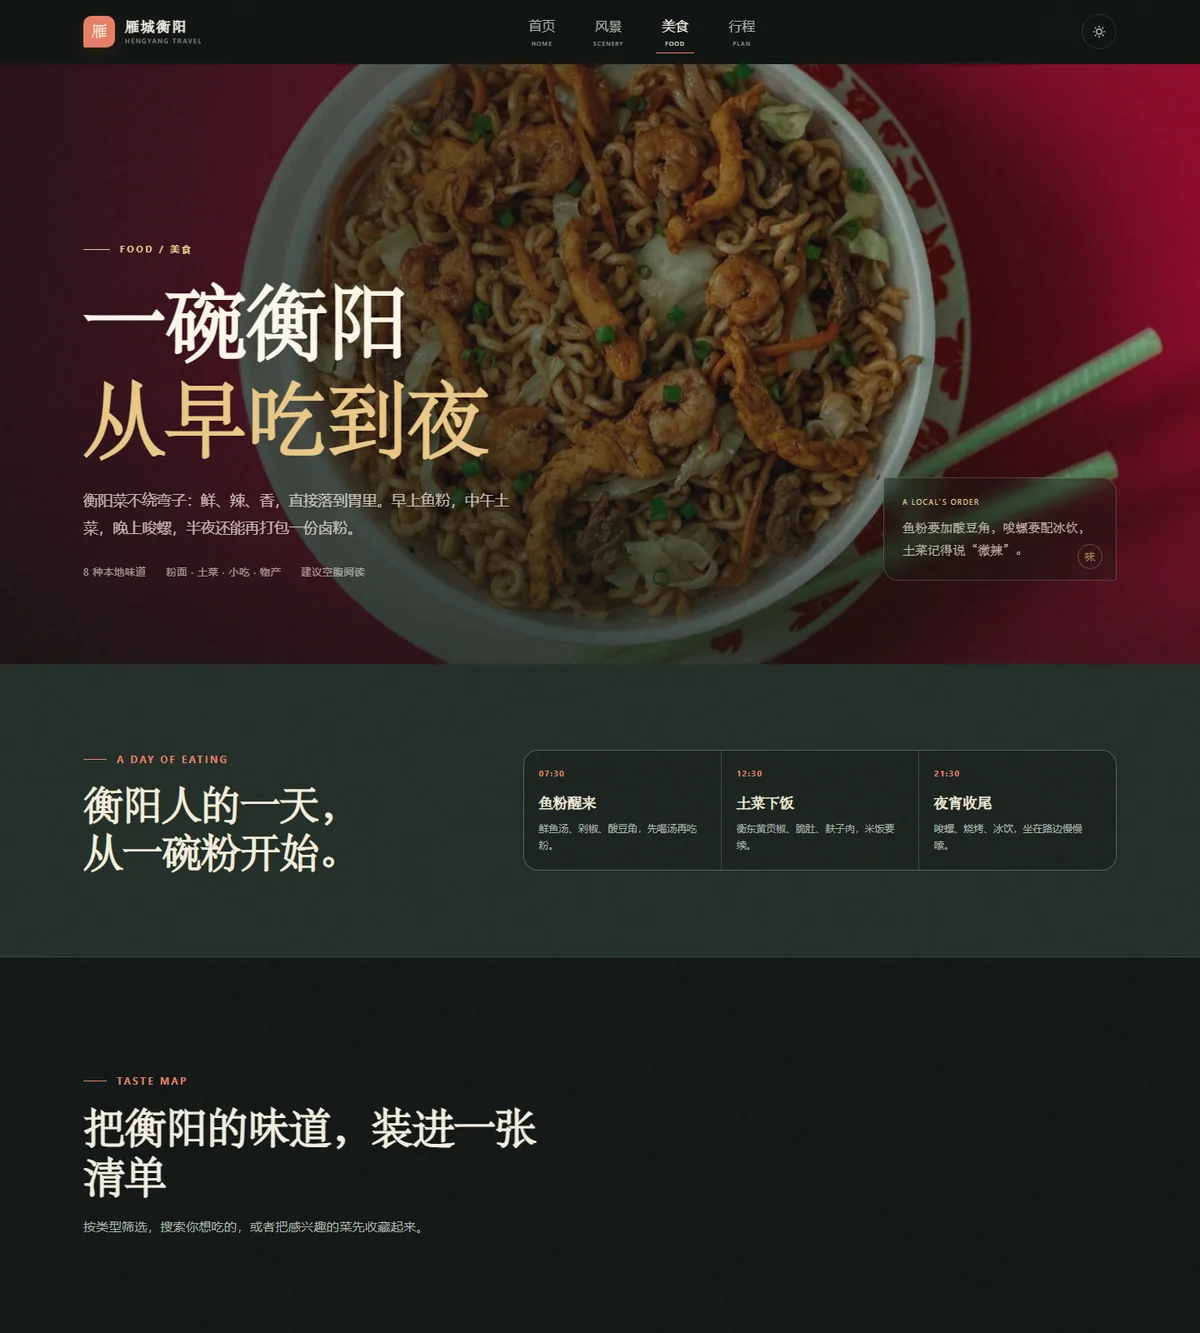 雁
雁城衡阳
HENGYANG TRAVEL
首页
HOME
风景
SCENERY
美食
FOOD
行程
PLAN
FOOD / 美食
一碗衡阳
从早吃到夜
衡阳菜不绕弯子：鲜、辣、香，直接落到胃里。早上鱼粉，中午土
菜，晚上唆螺，半夜还能再打包一份卤粉。
8 种本地味道 粉面 · 土菜 · 小吃 · 物产 建议空腹阅读
A LOCAL'S ORDER
鱼粉要加酸豆角，唆螺要配冰饮，
土菜记得说“微辣”。
味
A DAY OF EATING
衡阳人的一天，
从一碗粉开始。
07:30
鱼粉醒来
鲜鱼汤、剁椒、酸豆角，先喝汤再吃
粉。
12:30
土菜下饭
衡东黄贡椒、脆肚、麸子肉，米饭要
续。
21:30
夜宵收尾
唆螺、烧烤、冰饮，坐在路边慢慢
嗦。
TASTE MAP
把衡阳的味道，装进一张
清单
按类型筛选，搜索你想吃的，或者把感兴趣的菜先收藏起来。